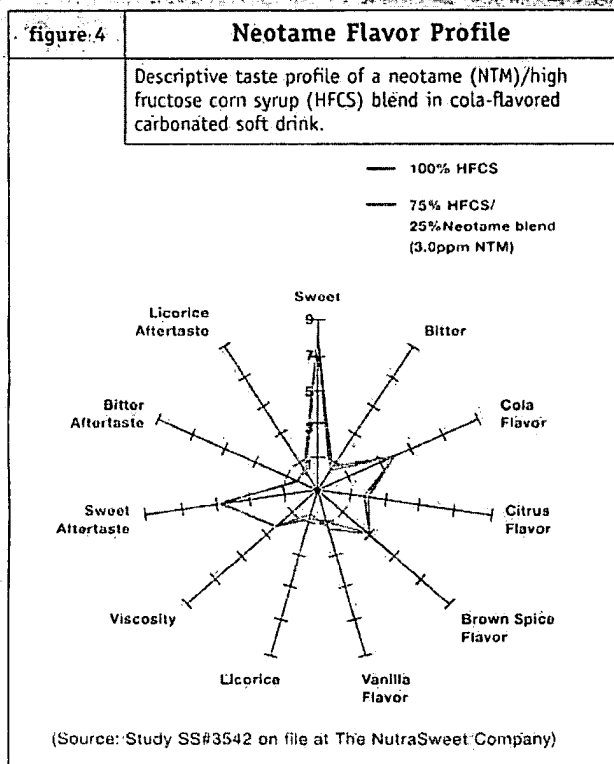 figure 4
Neotame Flavor Profile
Descriptive taste profile of a neotame (NTM)/high
fructose corn syrup (HFCS) blend in cola-flavored
carbonated soft drink.
100% HFCS
75% HFCS/
25%Neotame blend
(3.0ppm NTM)
Sweet
Licorice
Aftertaste
Bitter
9
7
5
3
1
Bitter
Aftertaste
Cola
Flavor
Sweet
Aftertaste
Citrus
Flavor
Viscosity
Brown Spice
Flavor
Licorice
Vanilla
Flavor
(Source: Study SS#3542 on file at The NutraSweet Company)